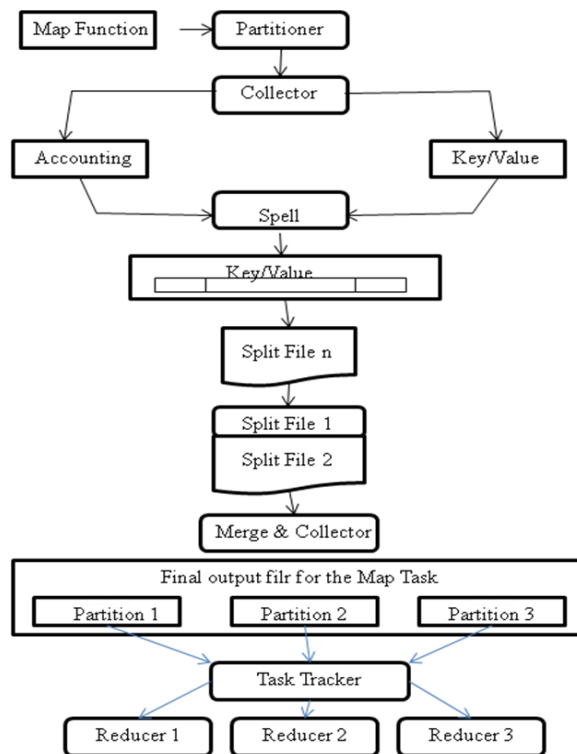 Map Function
Partitioner
Collector
Accounting
Key/Value
Spell
Key/Value
Split File n
Split File 1
Split File 2
Merge & Collector
Final output filr for the Map Task
Partition 1
Partition 2
Partition 3
Task Tracker
Reducer 1
Reducer 2
Reducer 3